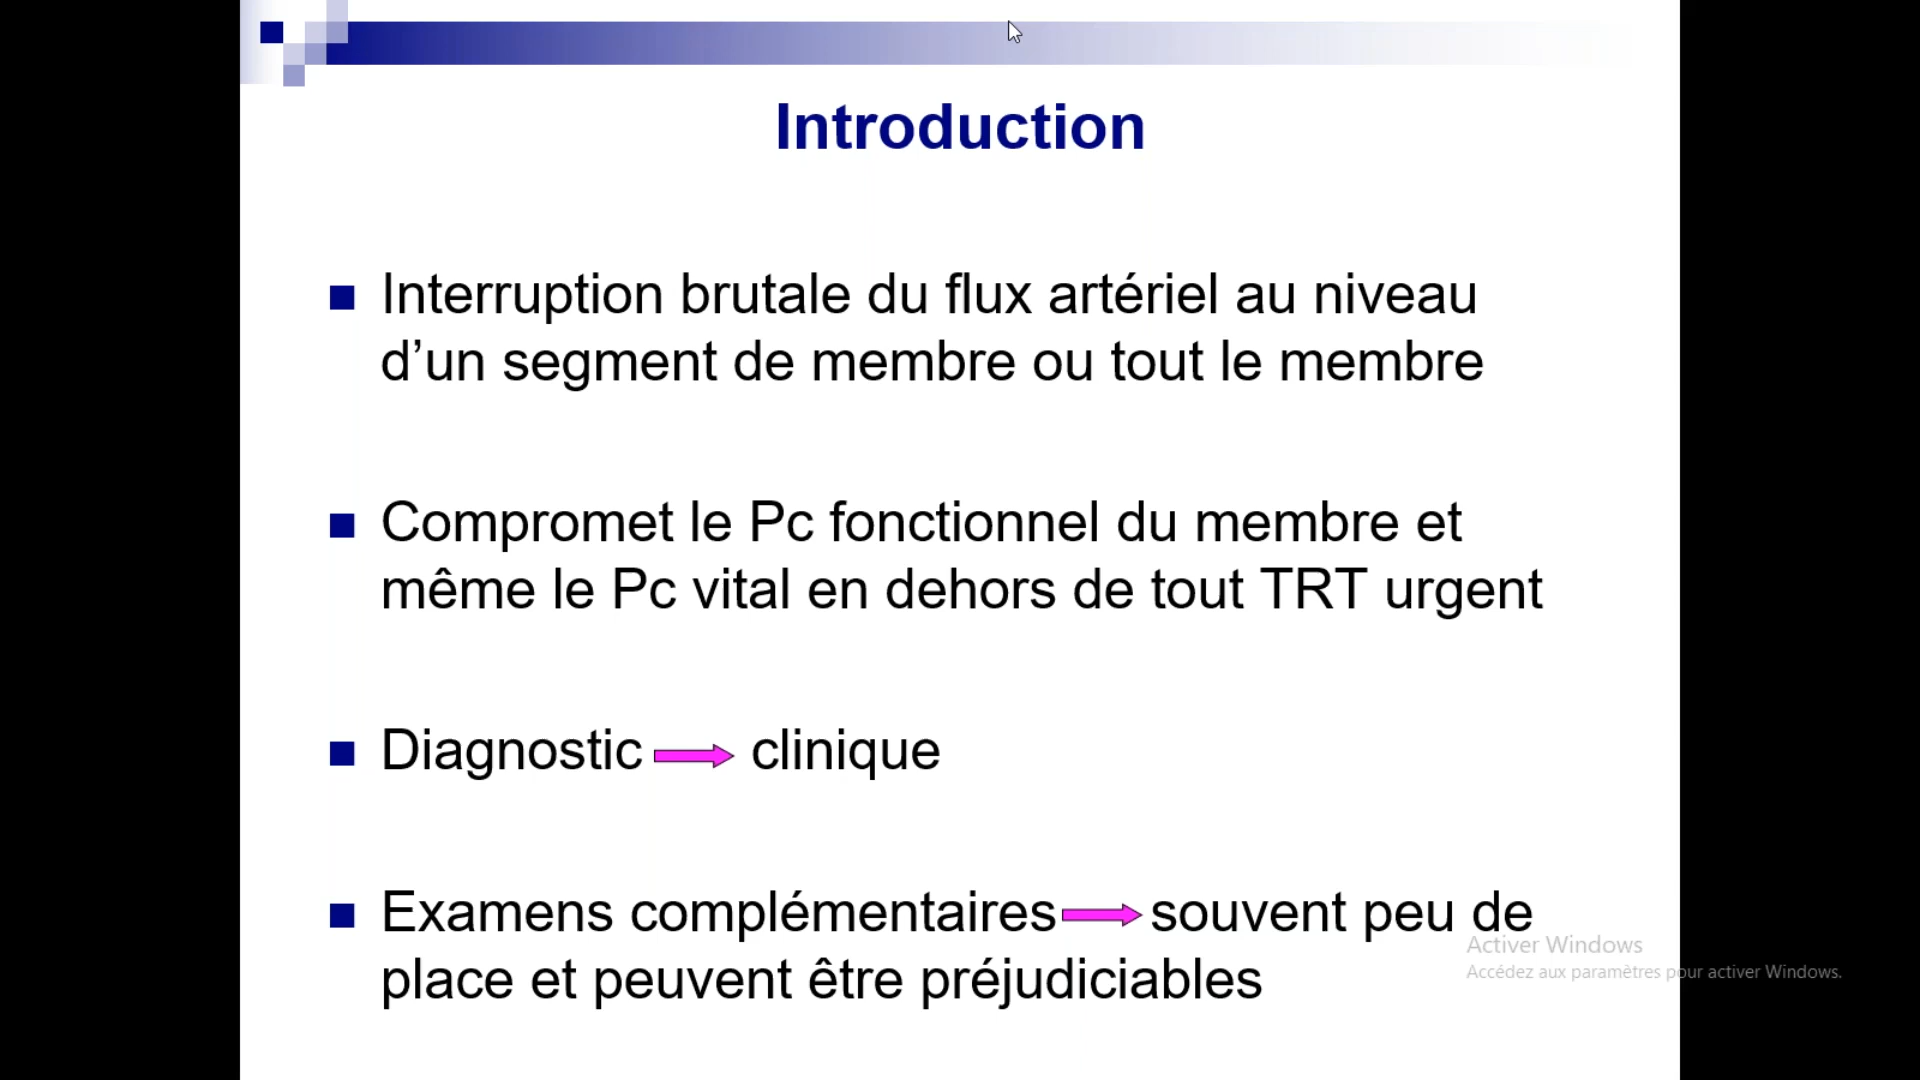 Introduction
Interruption brutale du flux artériel au niveau
d’un segment de membre ou tout le membre
Compromet le Pc fonctionnel du membre et
même le Pc vital en dehors de tout TRT urgent
Diagnostic clinique
Examens complémentaires souvent peu de
place et peuvent être préjudiciables
Activer Windows
Accédez aux paramètres pour activer Windows.